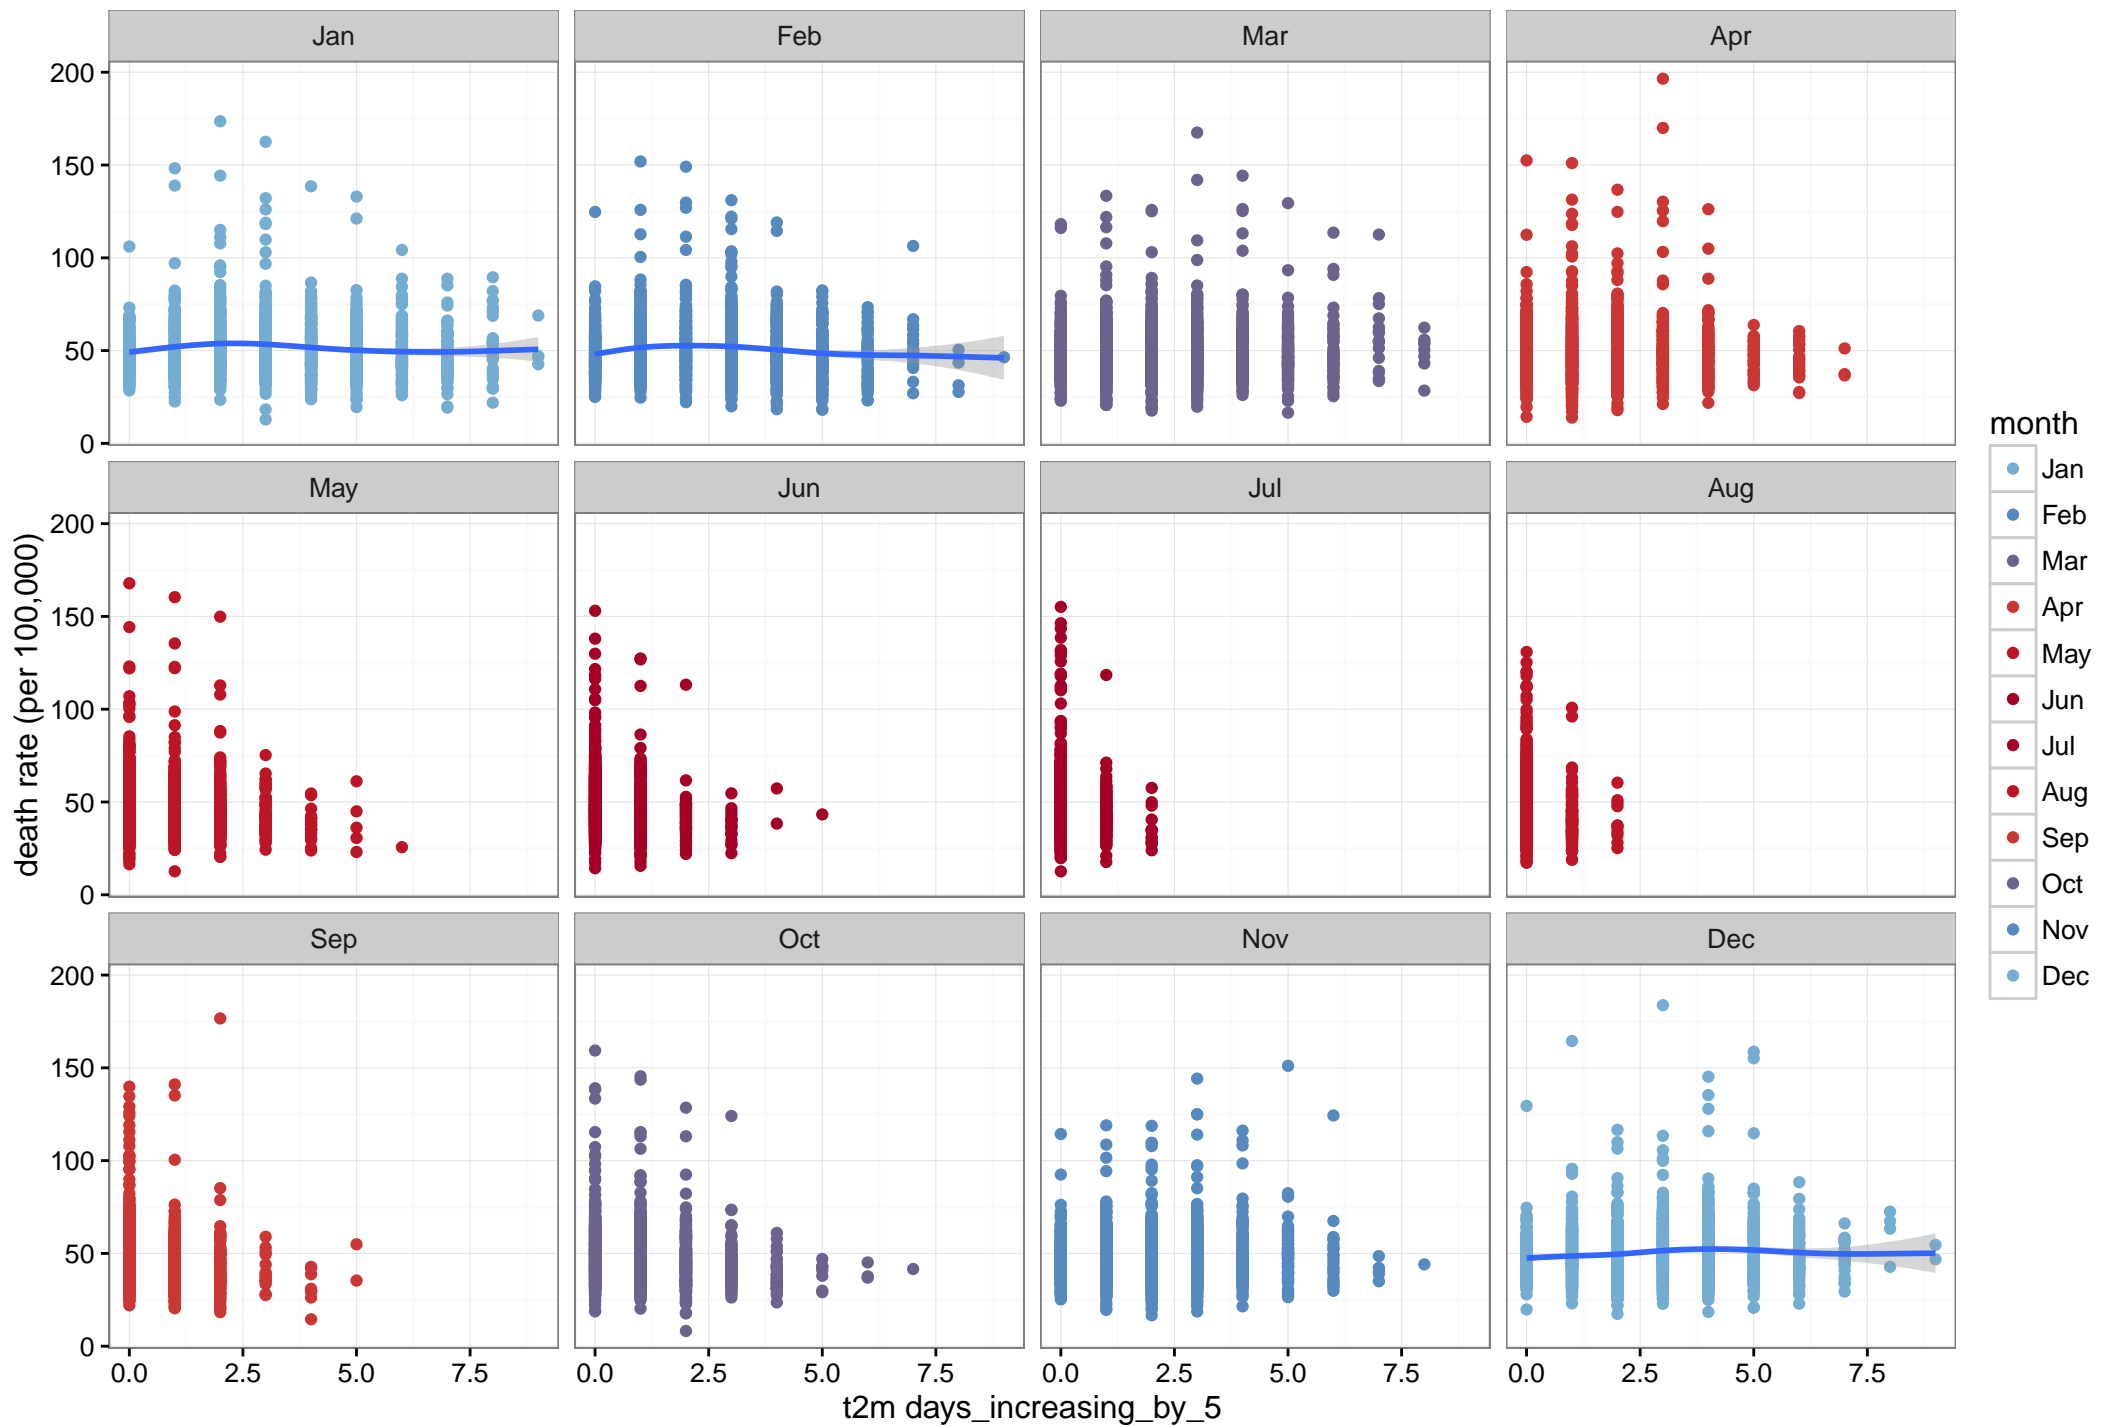 Jan Feb Mar Apr
200
150
100
50
0
May Jun Jul Aug
200
150
100
50
0
Sep Oct Nov Dec
200
150
100
50
0
0.0 2.5 5.0 7.5 0.0 2.5 5.0 7.5 0.0 2.5 5.0 7.5 0.0 2.5 5.0 7.5
t2m days_increasing_by_5
death rate (per 100,000)
month
Jan
Feb
Mar
Apr
May
Jun
Jul
Aug
Sep
Oct
Nov
Dec